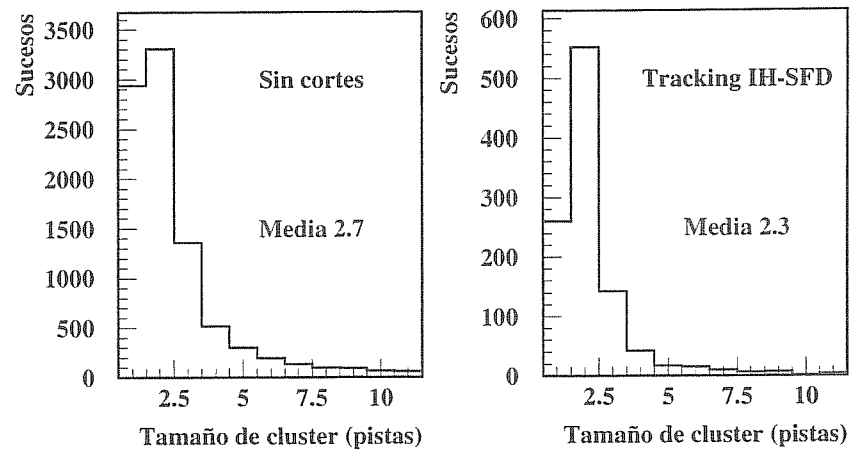 Sucesos
3500
3000
2500
2000
1500
1000
500
0
Sin cortes
Media 2.7
2.5 5 7.5 10
Tamaño de cluster (pistas)
Sucesos
600
500
400
300
200
100
0
Tracking IH-SFD
Media 2.3
2.5 5 7.5 10
Tamaño de cluster (pistas)